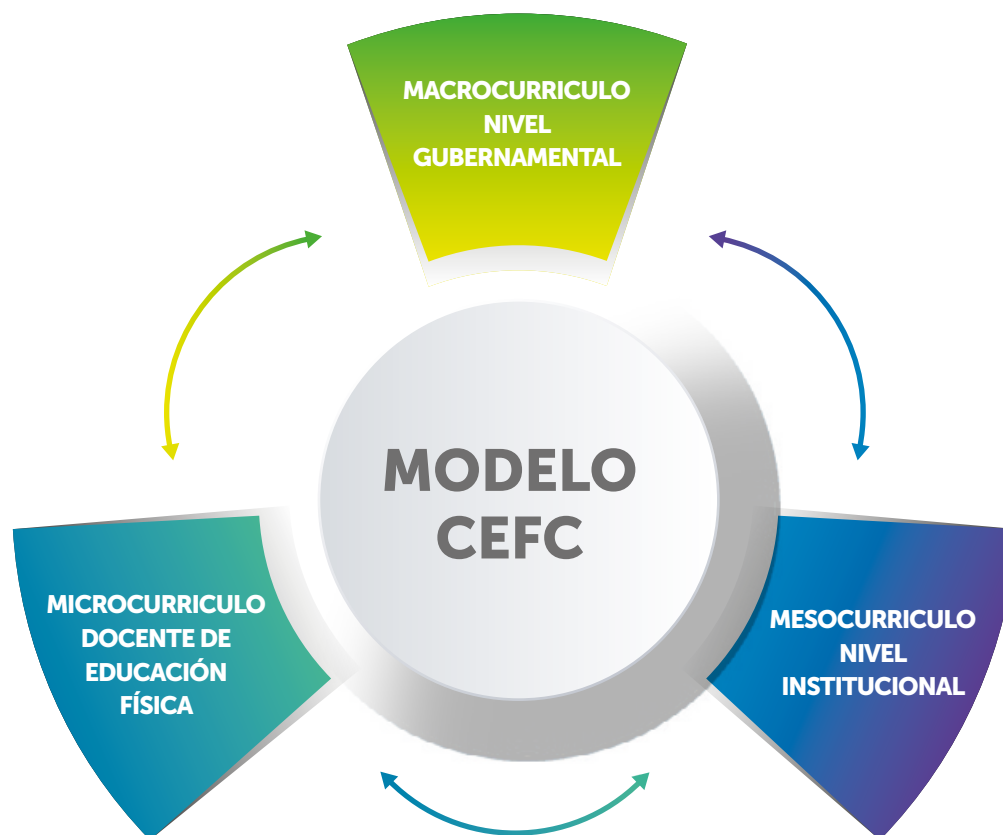 MACROCURRICULO
NIVEL
GUBERNAMENTAL
MODELO
CEFC
MICROCURRICULO
DOCENTE DE
EDUCACIÓN
FÍSICA
MESOCURRICULO
NIVEL
INSTITUCIONAL